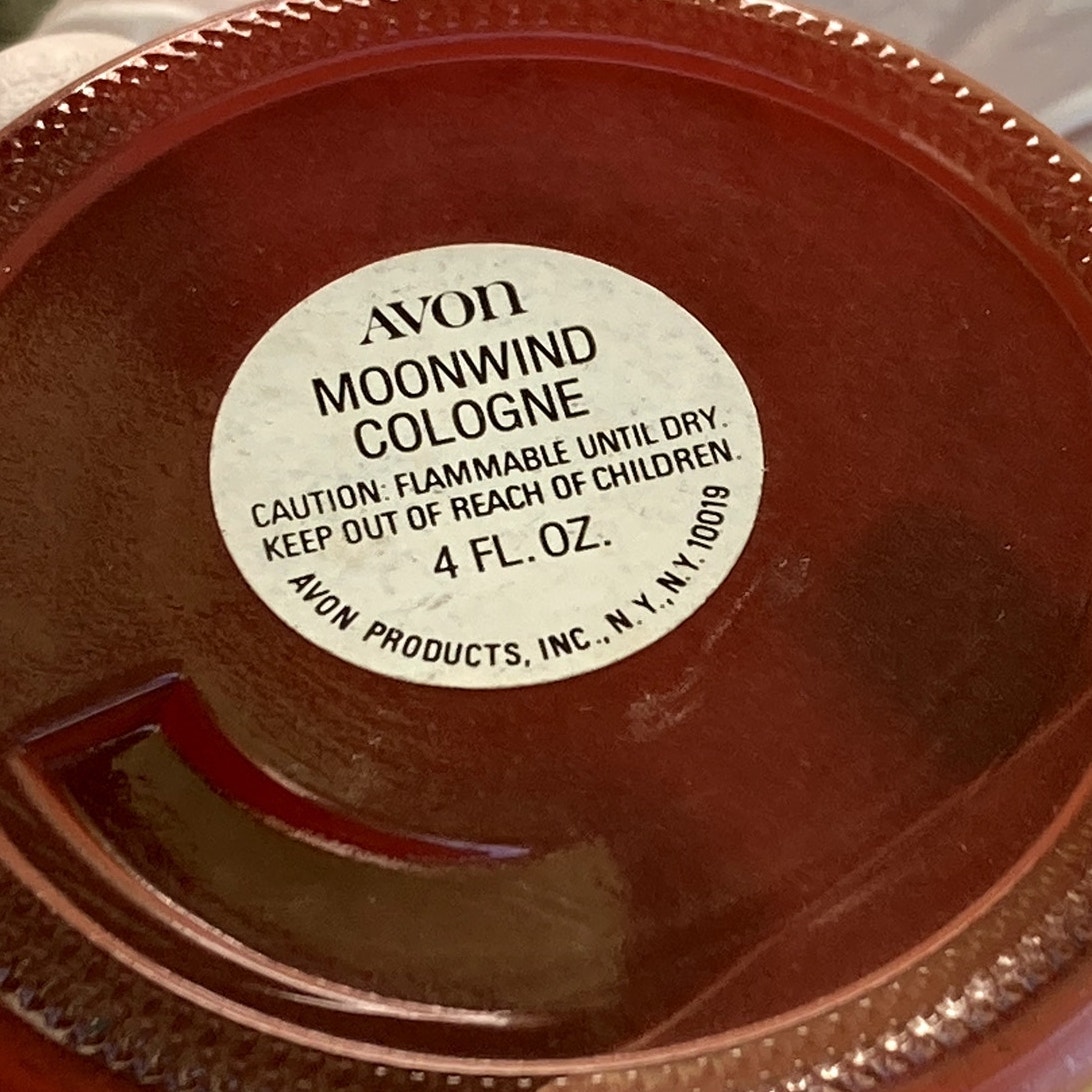 AVON
MOONWIND
COLOGNE
CAUTION: FLAMMABLE UNTIL DRY.
KEEP OUT OF REACH OF CHILDREN.
4 FL. OZ.
AVON PRODUCTS, INC., N.Y., N.Y. 10019